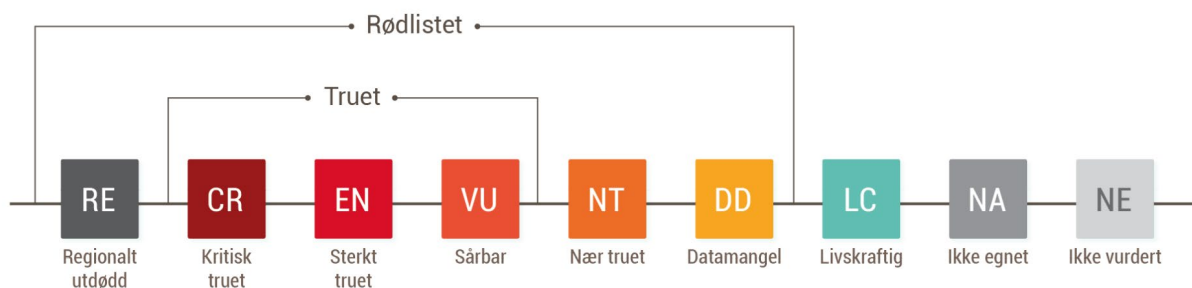 Rødlistet
Truet
RE
CR
EN
VU
NT
DD
LC
NA
NE
Regionalt
utdødd
Kritisk
truet
Sterkt
truet
Sårbar
Nær truet
Datamangel
Livskraftig
Ikke egnet
Ikke vurdert